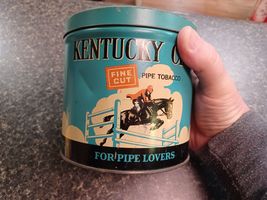 KENTUCKY C
FINE
CUT
PIPE TOBACCO
FOR PIPE LOVERS